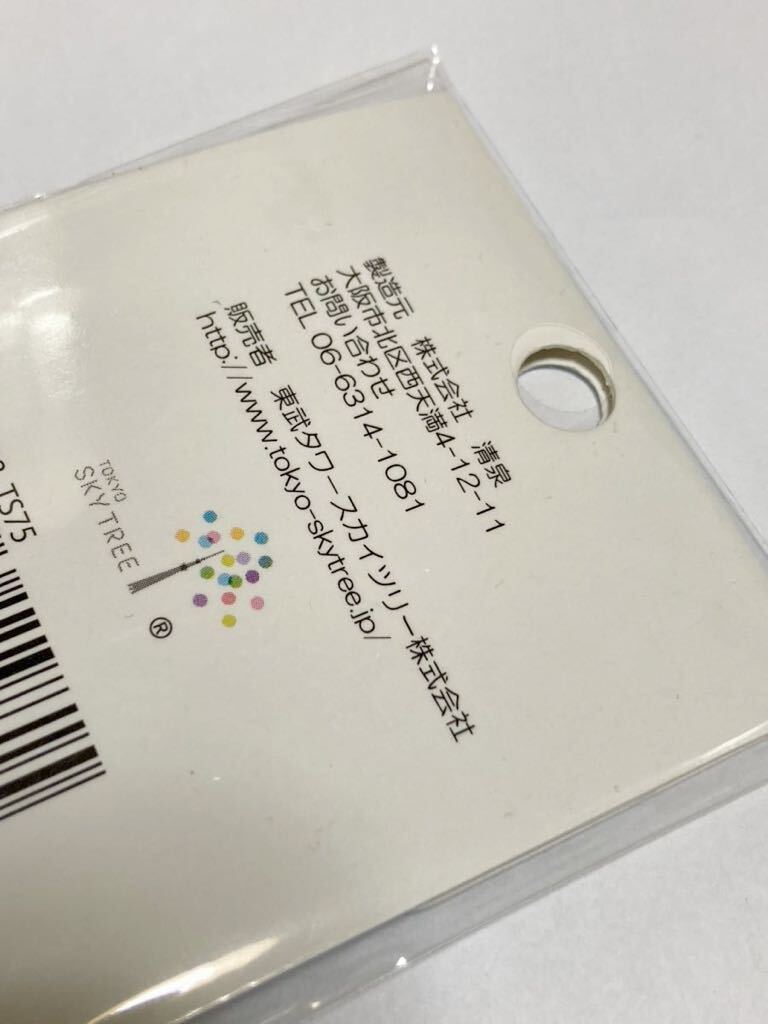 製造元　株式会社　清泉
大阪市北区西天満4-12-11
お問い合わせ
TEL 06-6314-1081
販売者　東武タワースカイツリー株式会社
http://www.tokyo-skytree.jp/
TOKYO
SKYTREE
®
TS75